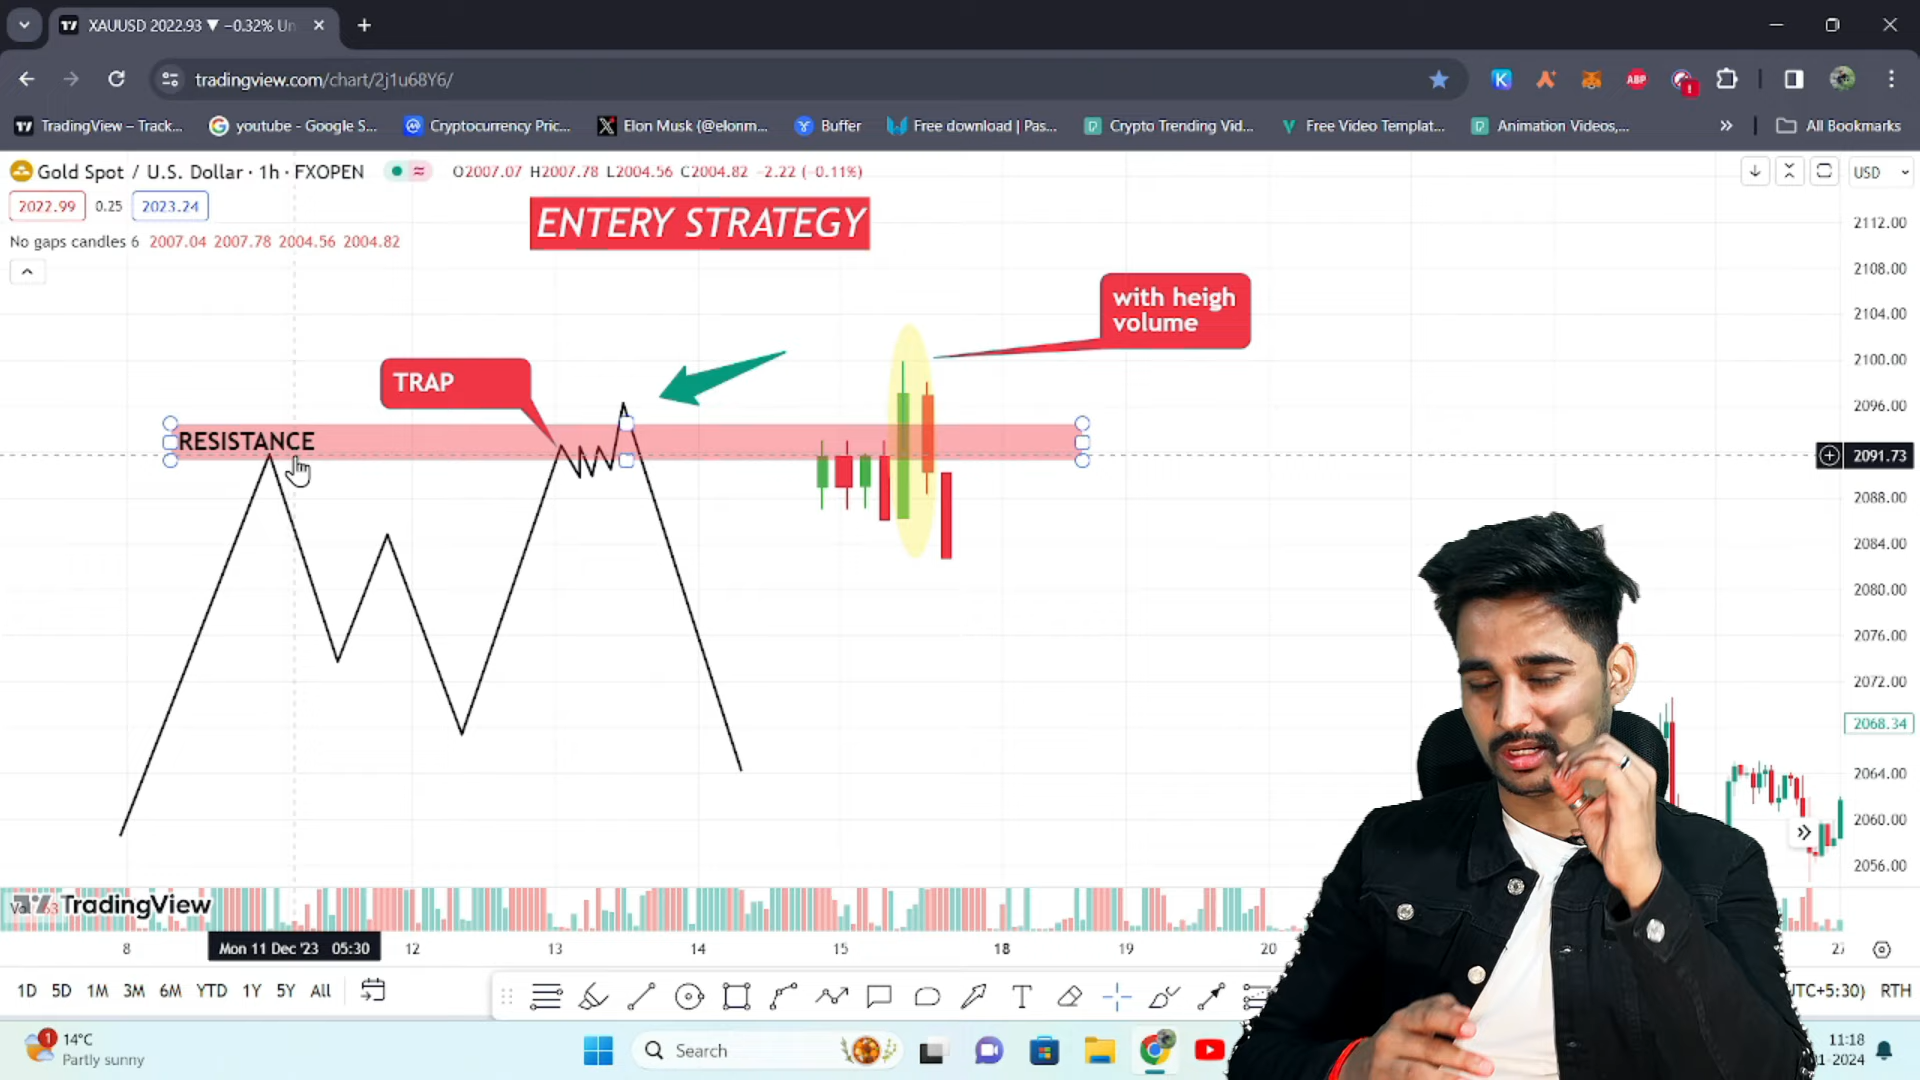 XAUUSD 2022.93 ▼ −0.32% Un
tradingview.com/chart/2j1u68Y6/
ABP
TradingView – Track...
youtube - Google S...
Cryptocurrency Pric...
Elon Musk (@elonm...
Buffer
Free download | Pas...
Crypto Trending Vid...
Free Video Templat...
Animation Videos,...
All Bookmarks
Gold Spot / U.S. Dollar · 1h · FXOPEN
O2007.07 H2007.78 L2004.56 C2004.82 −2.22 (−0.11%)
USD
2022.99 0.25 2023.24
No gaps candles 6 2007.04 2007.78 2004.56 2004.82
ENTERY STRATEGY
with heigh
volume
TRAP
RESISTANCE
2112.00
2108.00
2104.00
2100.00
2096.00
2091.73
2088.00
2084.00
2080.00
2076.00
2072.00
2068.34
2064.00
2060.00
2056.00
TradingView
8 Mon 11 Dec '23 05:30 12 13 14 15 18 19 20
1D 5D 1M 3M 6M YTD 1Y 5Y All
UTC+5:30) RTH
1
14°C
Partly sunny
Search
11:18